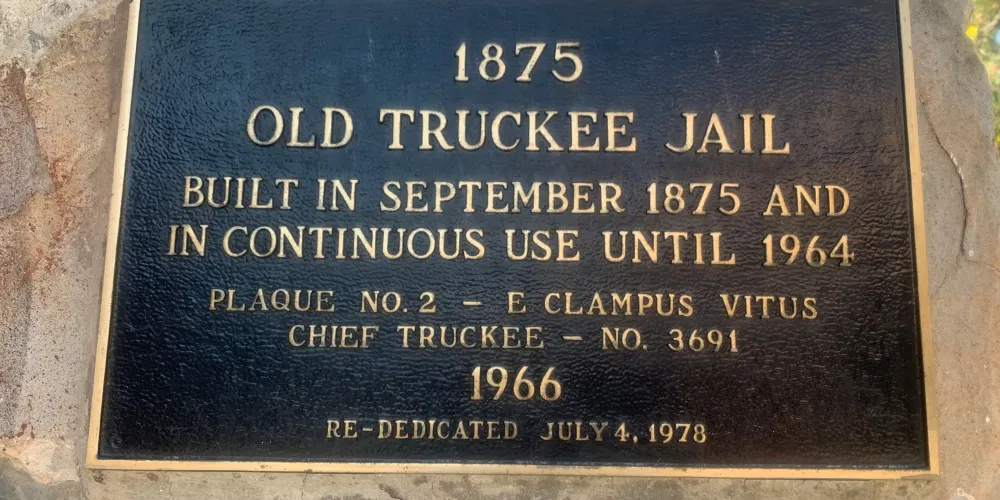 1875
OLD TRUCKEE JAIL
BUILT IN SEPTEMBER 1875 AND
IN CONTINUOUS USE UNTIL 1964
PLAQUE NO. 2 – E CLAMPUS VITUS
CHIEF TRUCKEE – NO. 3691
1966
RE-DEDICATED JULY 4, 1978